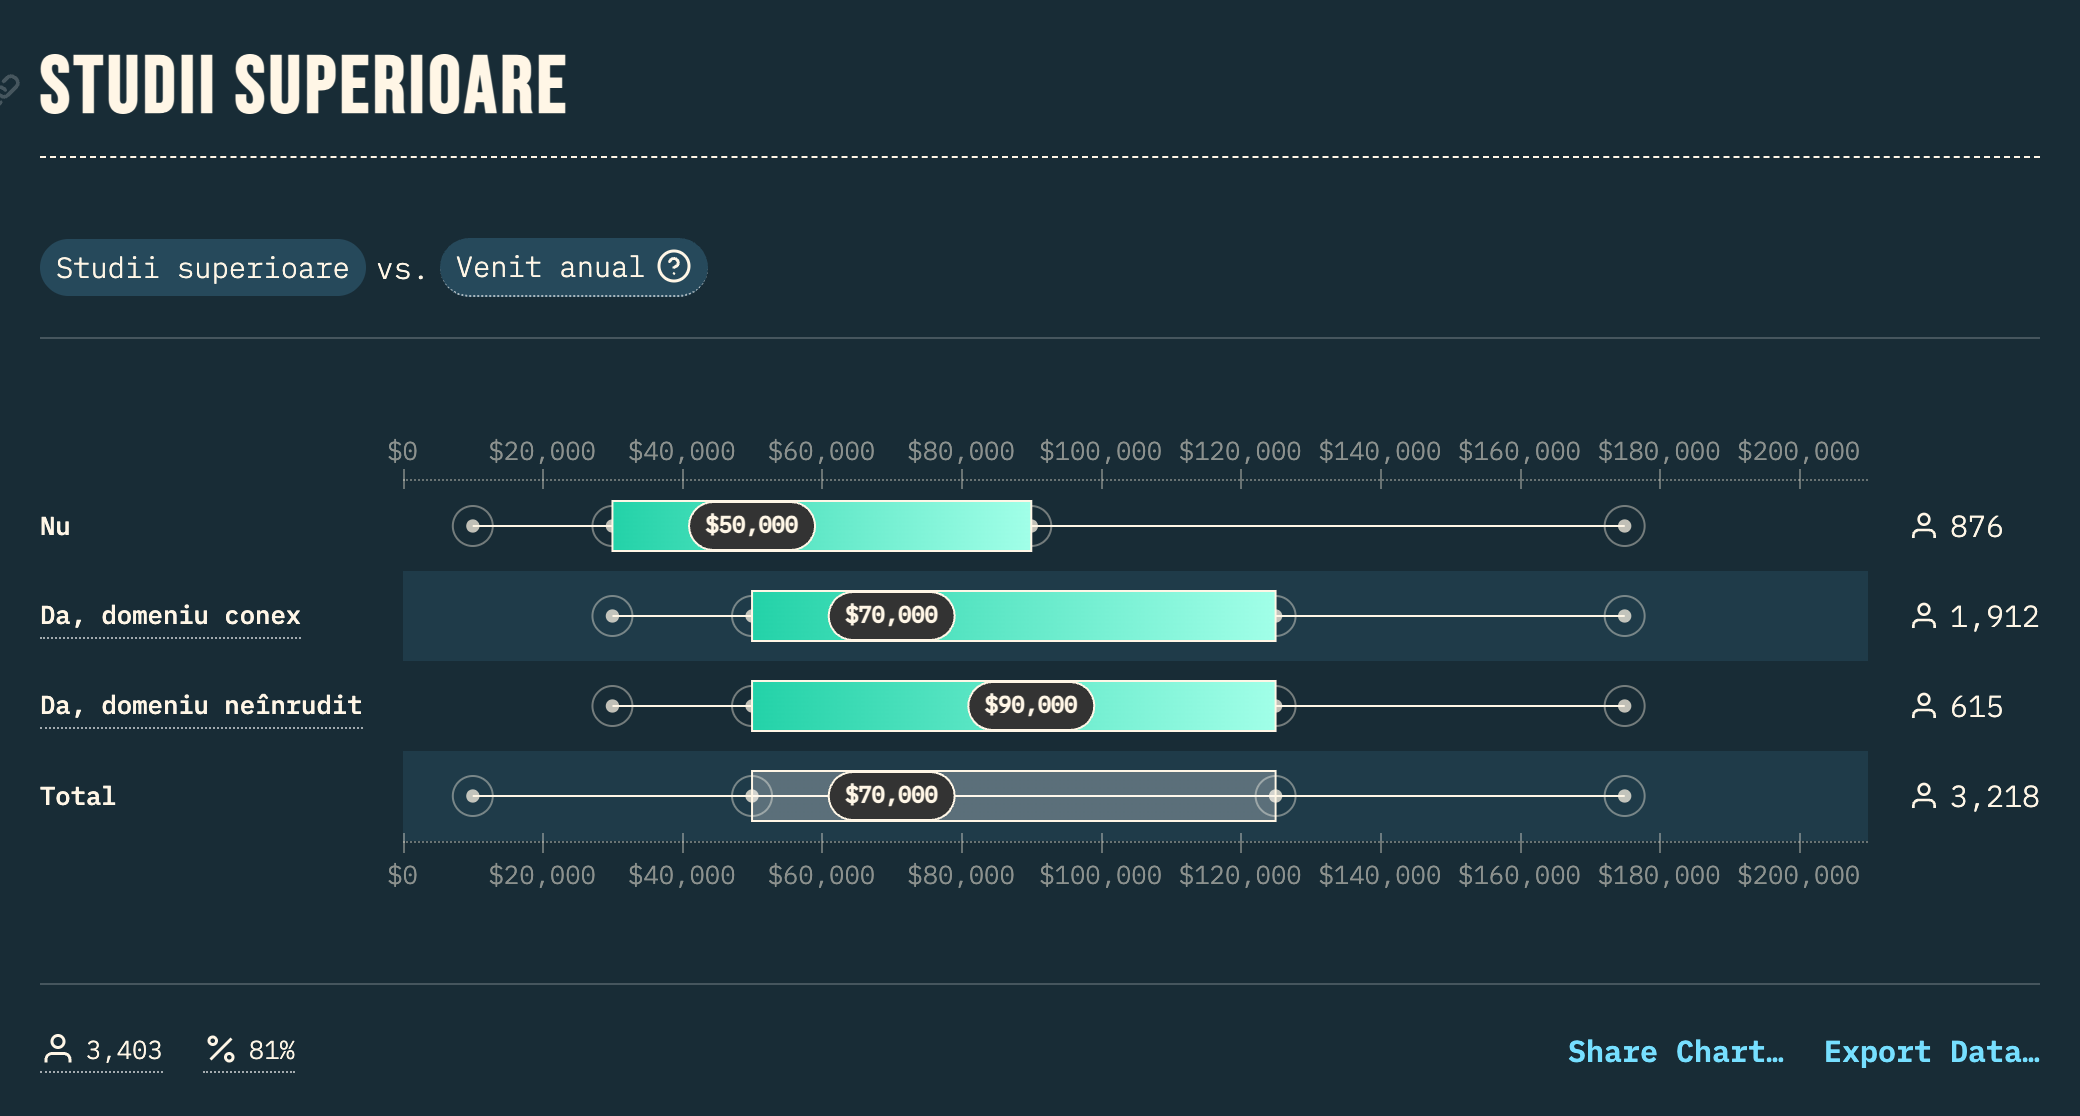 STUDII SUPERIOARE
Studii superioare vs. Venit anual ?
$0 $20,000 $40,000 $60,000 $80,000 $100,000 $120,000 $140,000 $160,000 $180,000 $200,000
Nu $50,000 876
Da, domeniu conex $70,000 1,912
Da, domeniu neînrudit $90,000 615
Total $70,000 3,218
$0 $20,000 $40,000 $60,000 $80,000 $100,000 $120,000 $140,000 $160,000 $180,000 $200,000
3,403 % 81% Share Chart… Export Data…